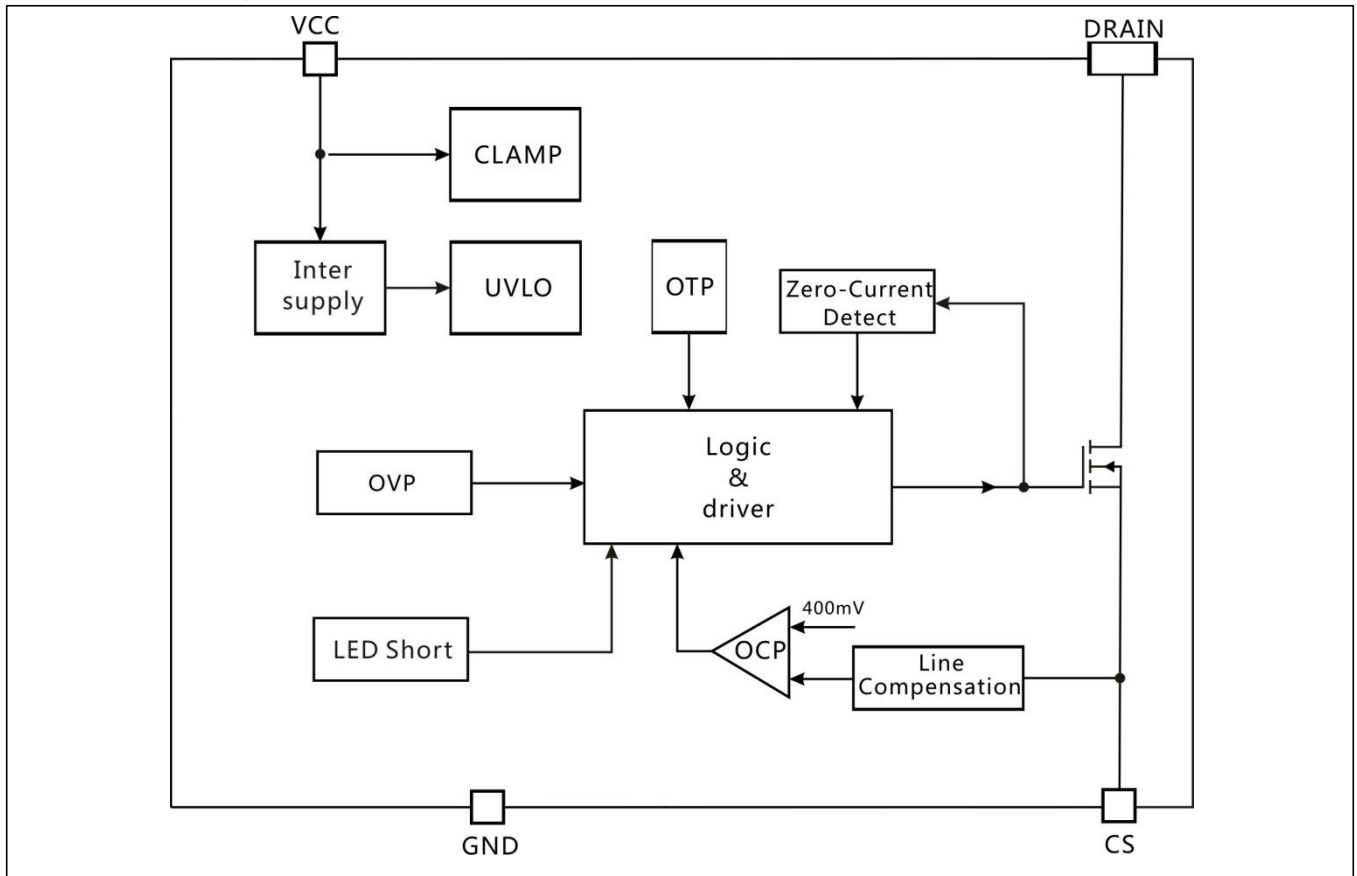 VCC
DRAIN
CLAMP
Inter
supply
UVLO
OTP
Zero-Current
Detect
Logic
&
driver
OVP
400mV
LED Short
OCP
Line
Compensation
GND
CS